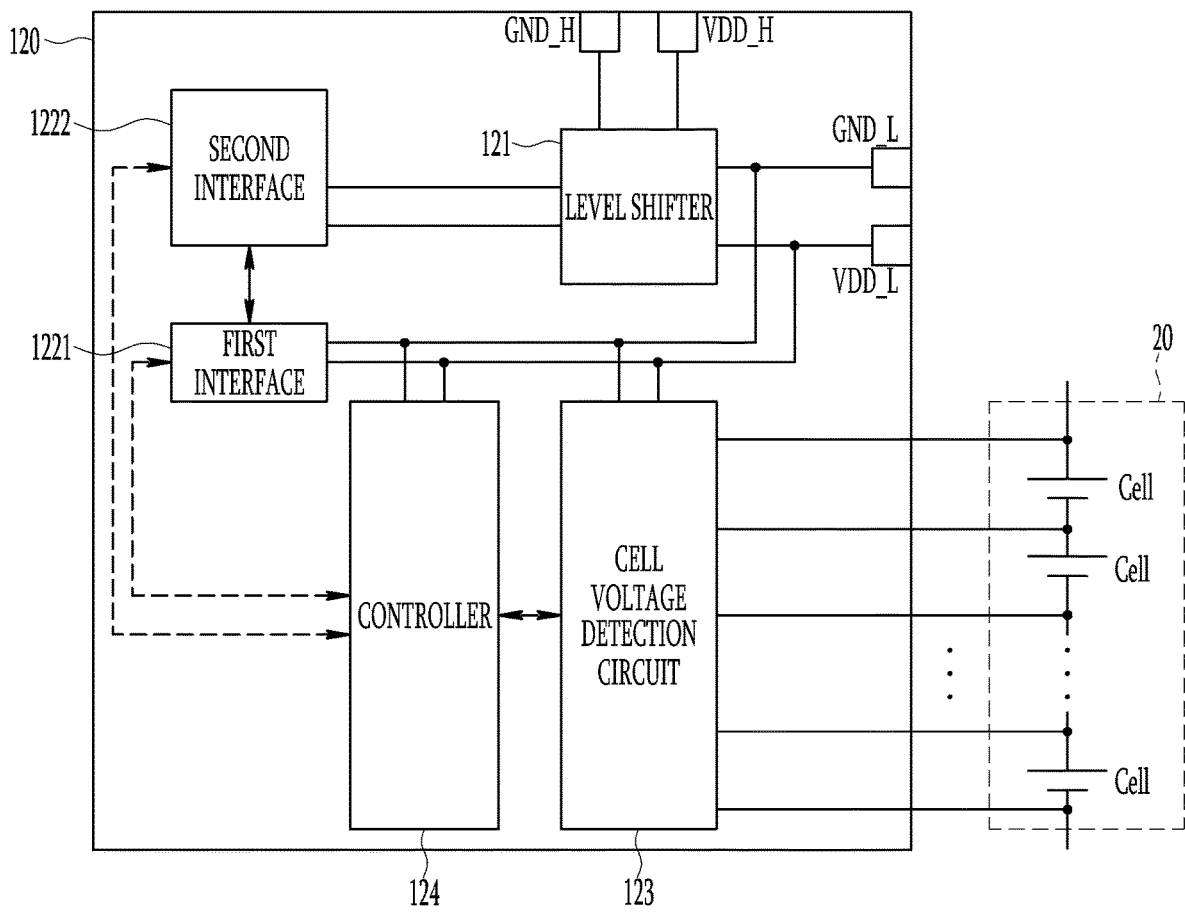 120
GND_H
VDD_H
1222
SECOND
INTERFACE
121
LEVEL SHIFTER
GND_L
VDD_L
1221
FIRST
INTERFACE
20
Cell
Cell
CONTROLLER
CELL
VOLTAGE
DETECTION
CIRCUIT
Cell
124
123